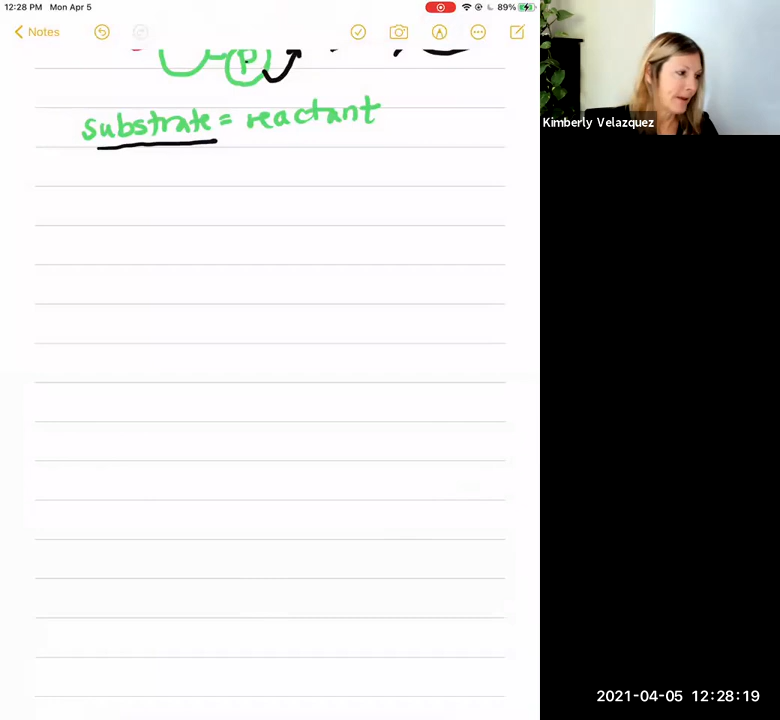 12:28 PM Mon Apr 5
89%
Notes
P
substrate = reactant
Kimberly Velazquez
2021-04-05 12:28:19